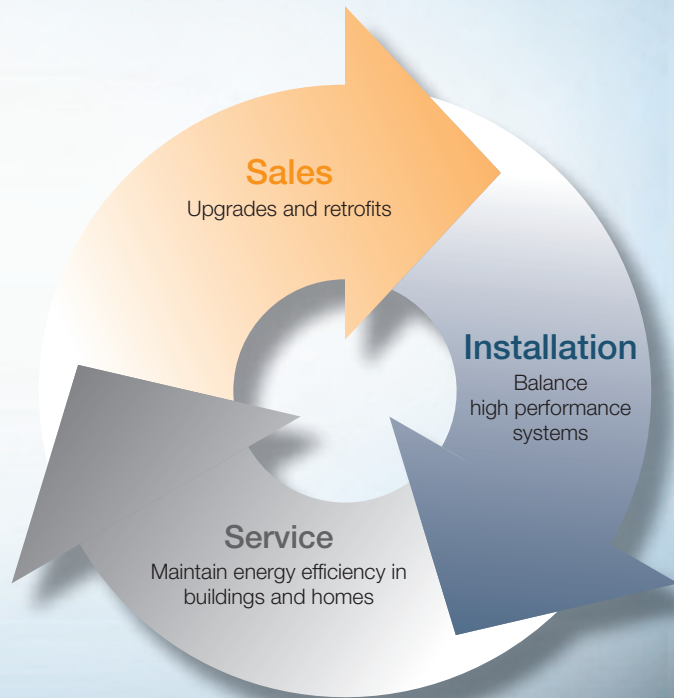 Sales
Upgrades and retrofits
Installation
Balance
high performance
systems
Service
Maintain energy efficiency in
buildings and homes